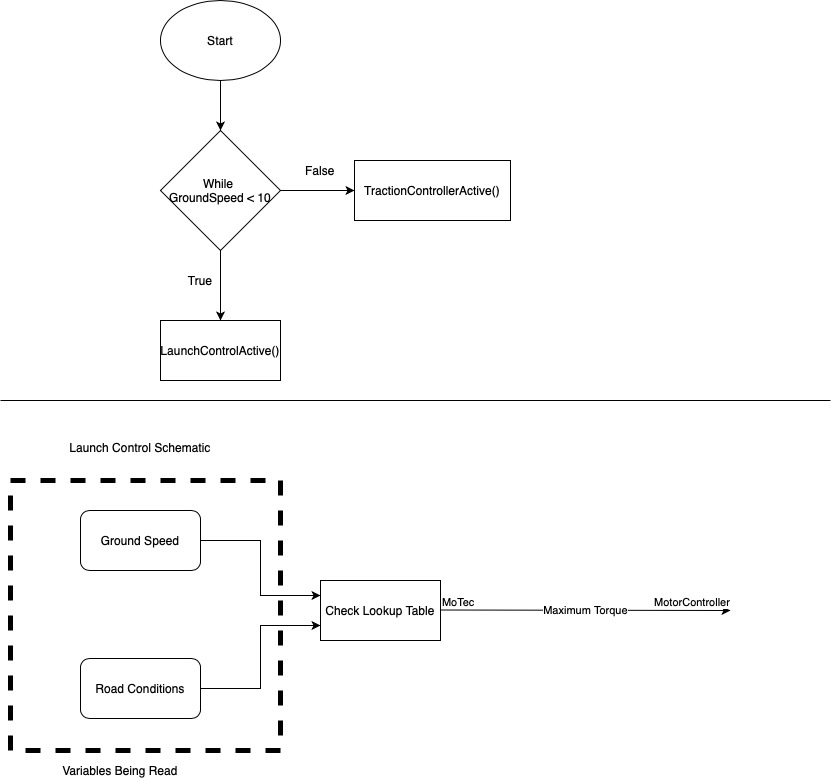 Start
While
GroundSpeed < 10
False
TractionControllerActive()
True
LaunchControlActive()
Launch Control Schematic
Ground Speed
Check Lookup Table
MoTec
Maximum Torque
MotorController
Road Conditions
Variables Being Read